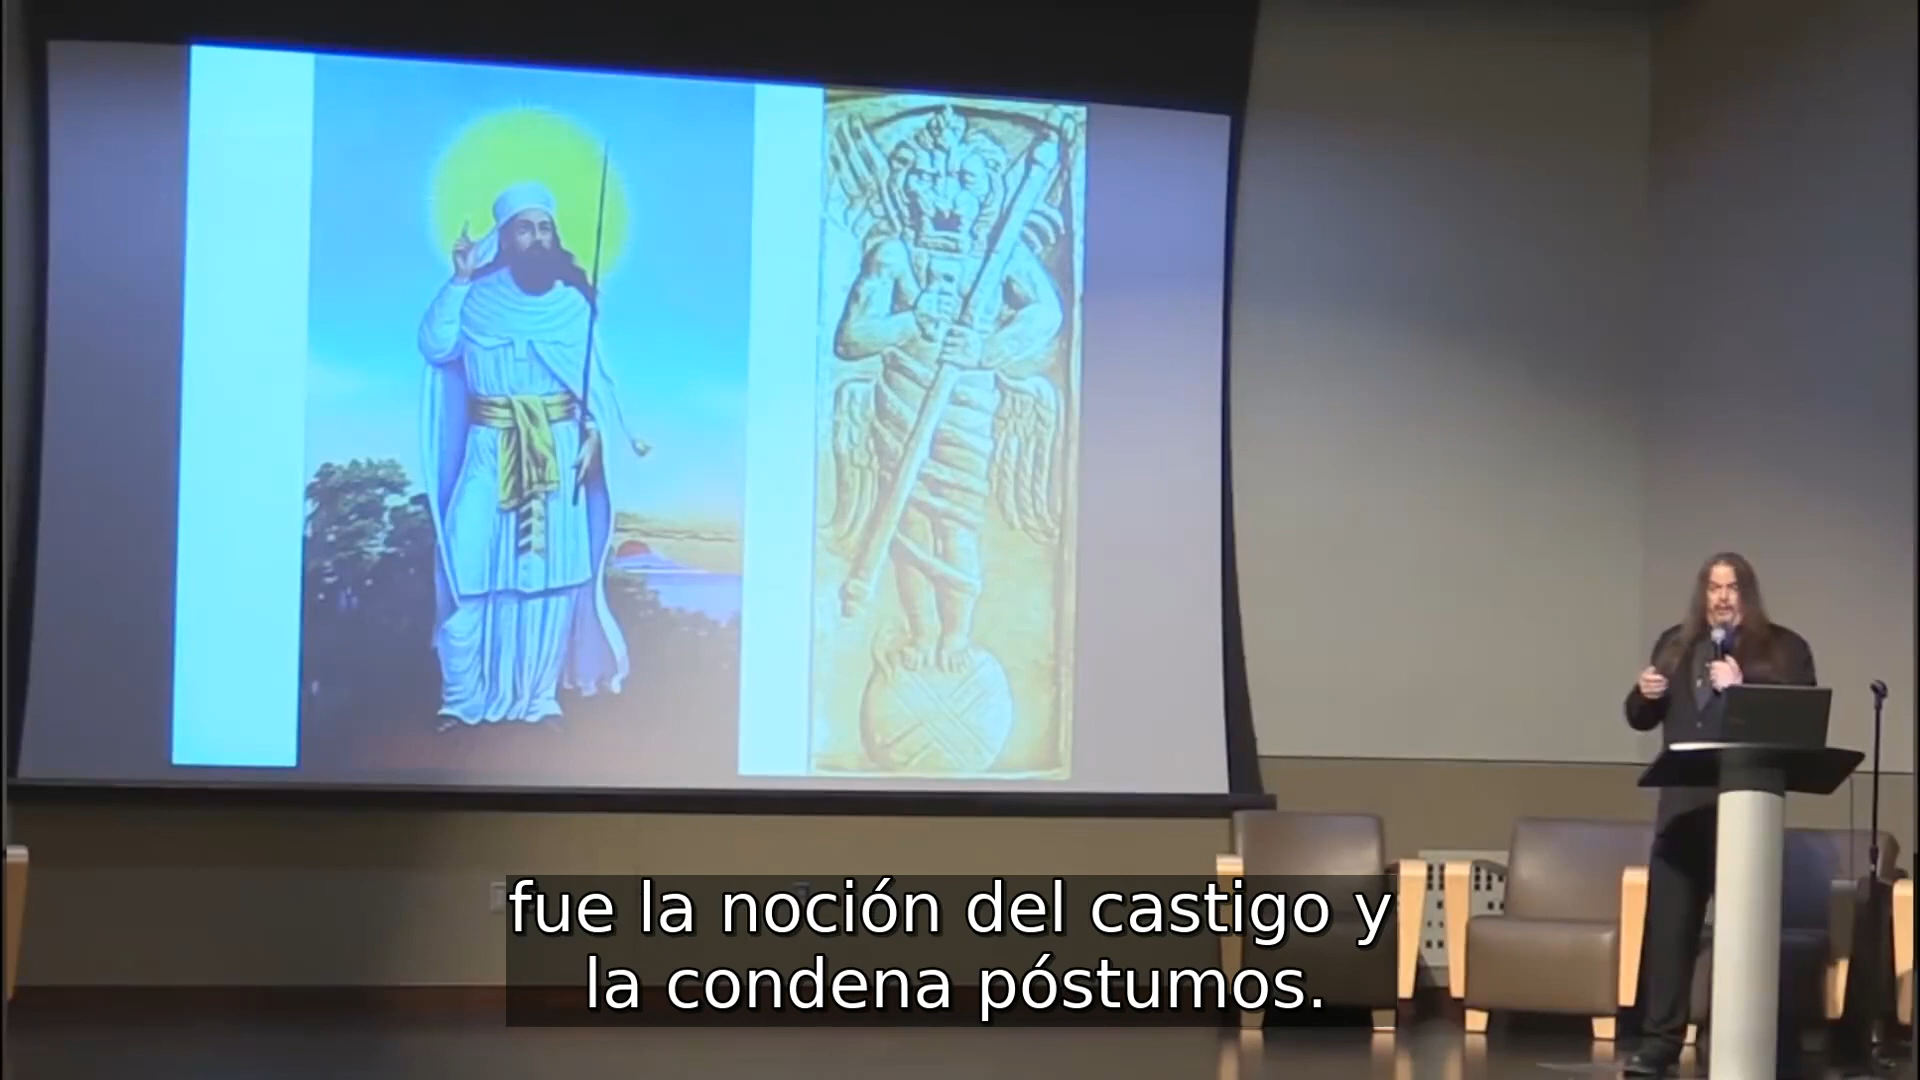 fue la noción del castigo y
la condena póstumos.